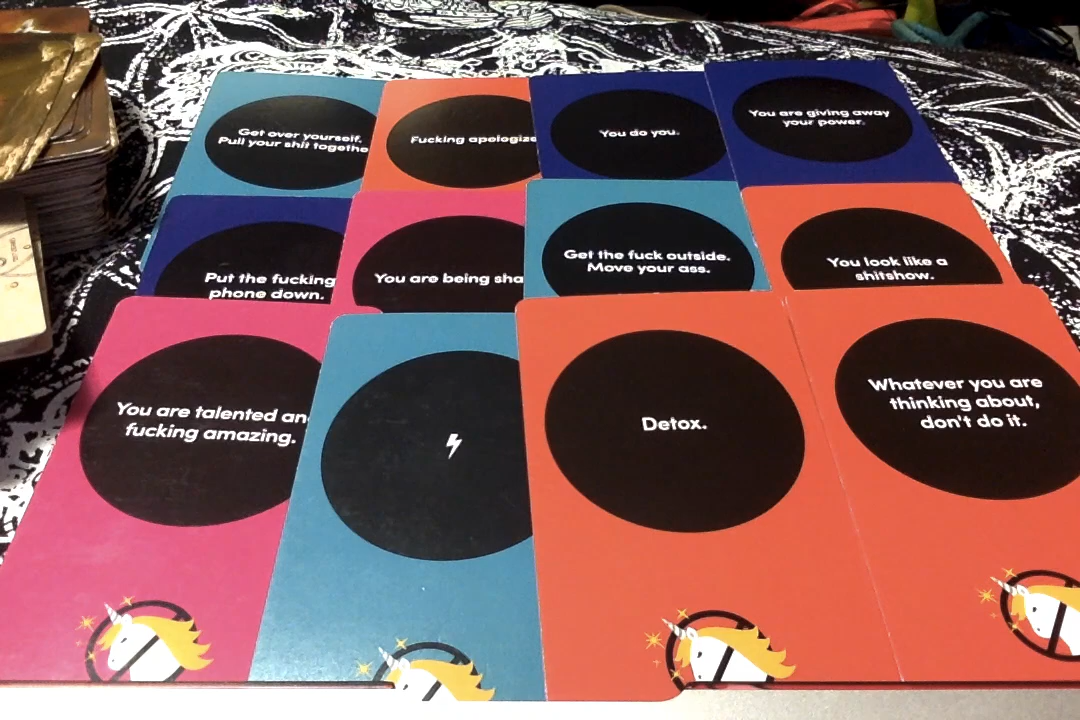 Get over yourself.
Pull your shit togethe
Fucking apologize
You do you.
You are giving away
your power.
Put the fucking
phone down.
You are being sha
Get the fuck outside.
Move your ass.
You look like a
shitshow.
You are talented and
fucking amazing.
Detox.
Whatever you are
thinking about,
don't do it.